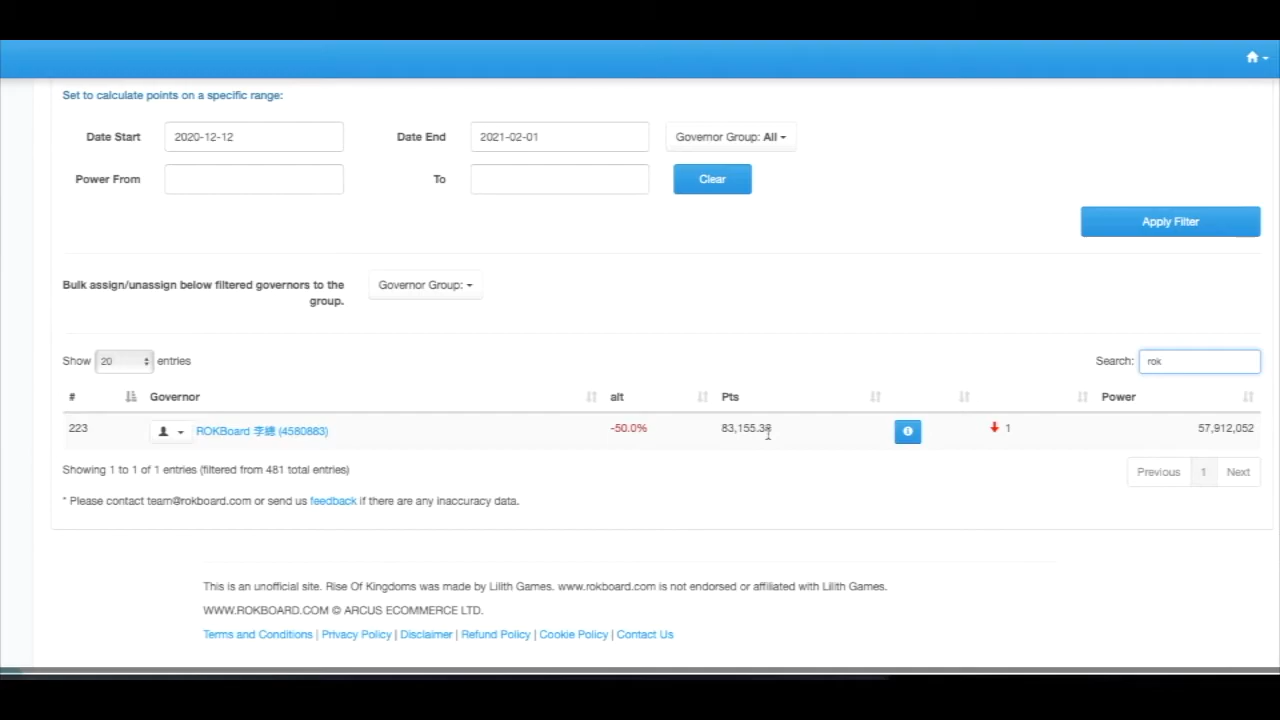 Set to calculate points on a specific range:
Date Start 2020-12-12 Date End 2021-02-01 Governor Group: All
Power From To Clear
Apply Filter
Bulk assign/unassign below filtered governors to the Governor Group:
group.
Show 20 entries Search: rok
# Governor alt Pts Power
223 ROKBoard 李總 (4580883) -50.0% 83,155.38 1 57,912,052
Showing 1 to 1 of 1 entries (filtered from 481 total entries) Previous 1 Next
* Please contact team@rokboard.com or send us feedback if there are any inaccuracy data.
This is an unofficial site. Rise Of Kingdoms was made by Lilith Games. www.rokboard.com is not endorsed or affiliated with Lilith Games.
WWW.ROKBOARD.COM © ARCUS ECOMMERCE LTD.
Terms and Conditions | Privacy Policy | Disclaimer | Refund Policy | Cookie Policy | Contact Us